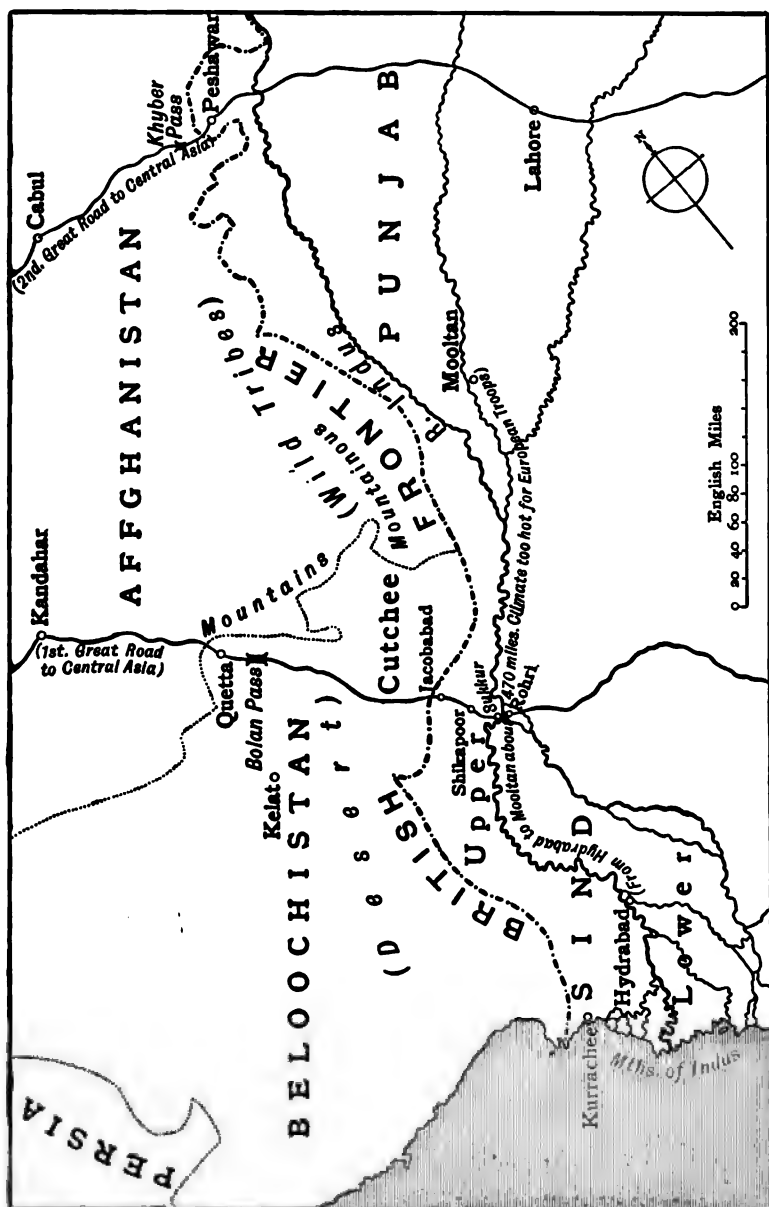 Cabul
(2nd. Great Road to Central Asia)
Khyber
Pass
Peshawar
AFFGHANISTAN
Kandahar
(1st. Great Road
to Central Asia)
Quetta
Bolan Pass
Kelat
Mountains
(Wild Tribes)
Mountainous
BRITISH FRONTIER
R. Indus
PUNJAB
Lahore
Mooltan
N
BELOOCHISTAN
(Desert)
Cutchee
Jacobabad
Shikapoor
Sukkur
Rohri
(From Hydrabad to Mooltan about 470 miles. Climate too hot for European Troops)
Upper
SIND
Lower
Hydrabad
Kurrachee
Mths. of Indus
PERSIA
English Miles
0 20 40 60 80 100 200